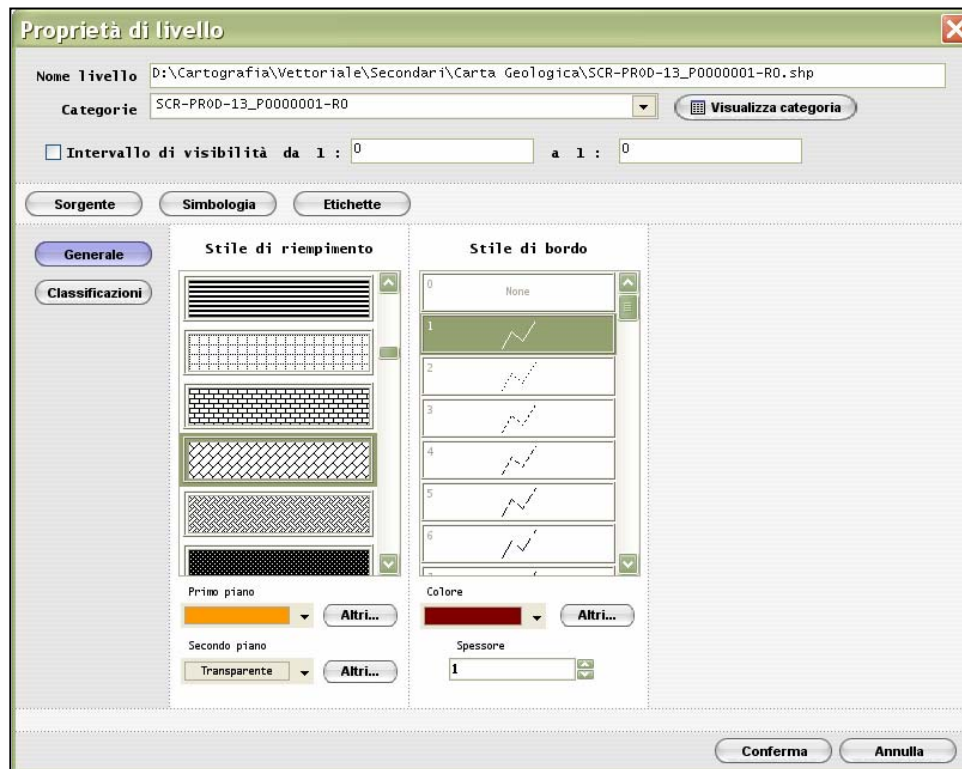 Proprietà di livello
Nome livello D:\Cartografia\Vettoriale\Secondari\Carta Geologica\SCR-PROD-13_P0000001-R0.shp
Categorie SCR-PROD-13_P0000001-R0 Visualizza categoria
Intervallo di visibilità da 1 : 0 a 1 : 0
Sorgente Simbologia Etichette
Generale
Classificazioni
Stile di riempimento
Primo piano
Altri...
Secondo piano
Transparente Altri...
Stile di bordo
0 None
1
2
3
4
5
6
Colore
Altri...
Spessore
1
Conferma Annulla